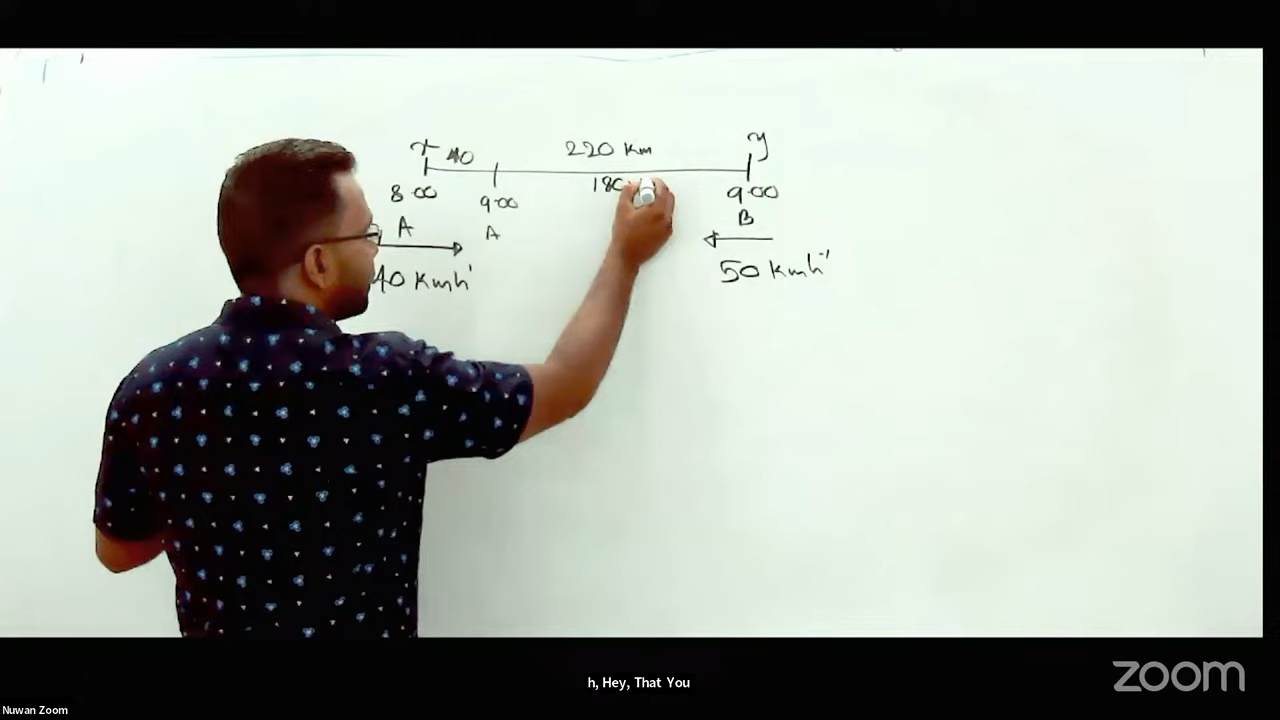 x 40 220 km y
8.00 9.00 180 9.00
A A B
40 kmh⁻¹ 50 kmh⁻¹
h, Hey, That You
zoom
Nuwan Zoom